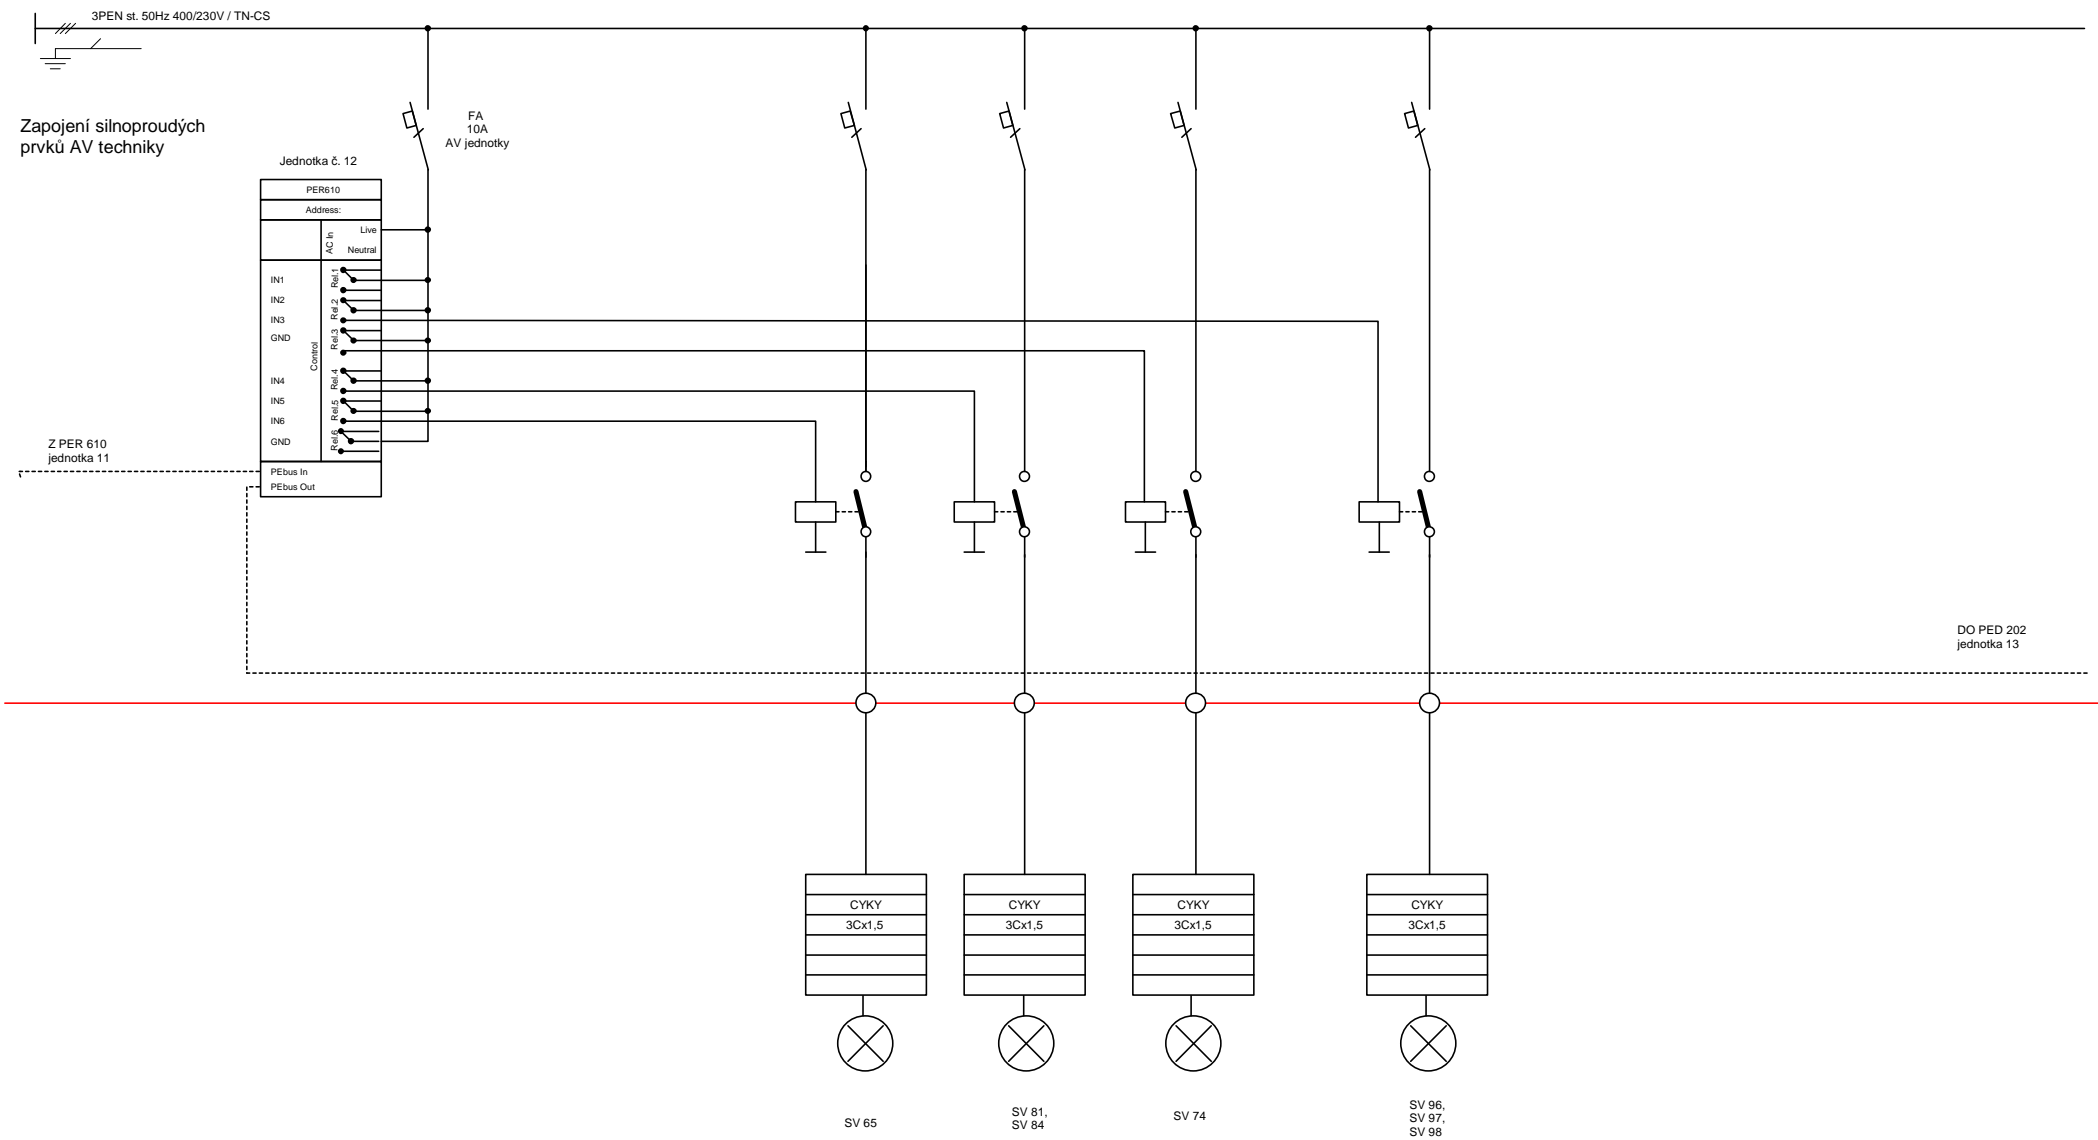 3PEN st. 50Hz 400/230V / TN-CS
Zapojení silnoproudých
prvků AV techniky
FA
10A
AV jednotky
Jednotka č. 12
PER610
Address:
AC In
Live
Neutral
Control
IN1
IN2
IN3
GND
IN4
IN5
IN6
GND
Rel.1
Rel.2
Rel.3
Rel.4
Rel.5
Rel.6
PEbus In
PEbus Out
Z PER 610
jednotka 11
DO PED 202
jednotka 13
CYKY
3Cx1,5
CYKY
3Cx1,5
CYKY
3Cx1,5
CYKY
3Cx1,5
SV 65
SV 81,
SV 84
SV 74
SV 96,
SV 97,
SV 98